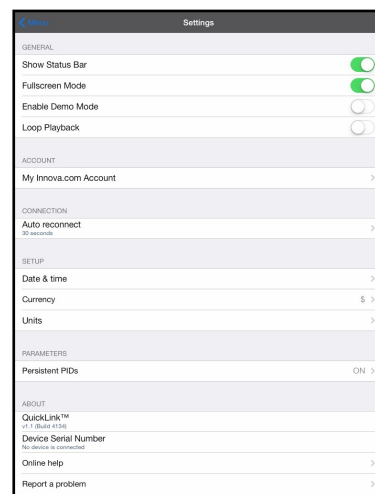 Menu
Settings
GENERAL
Show Status Bar
Fullscreen Mode
Enable Demo Mode
Loop Playback
ACCOUNT
My Innova.com Account
CONNECTION
Auto reconnect
30 seconds
SETUP
Date & time
Currency $
Units
PARAMETERS
Persistent PIDs ON
ABOUT
QuickLink™
v1.1 (Build 4134)
Device Serial Number
No device is connected
Online help
Report a problem